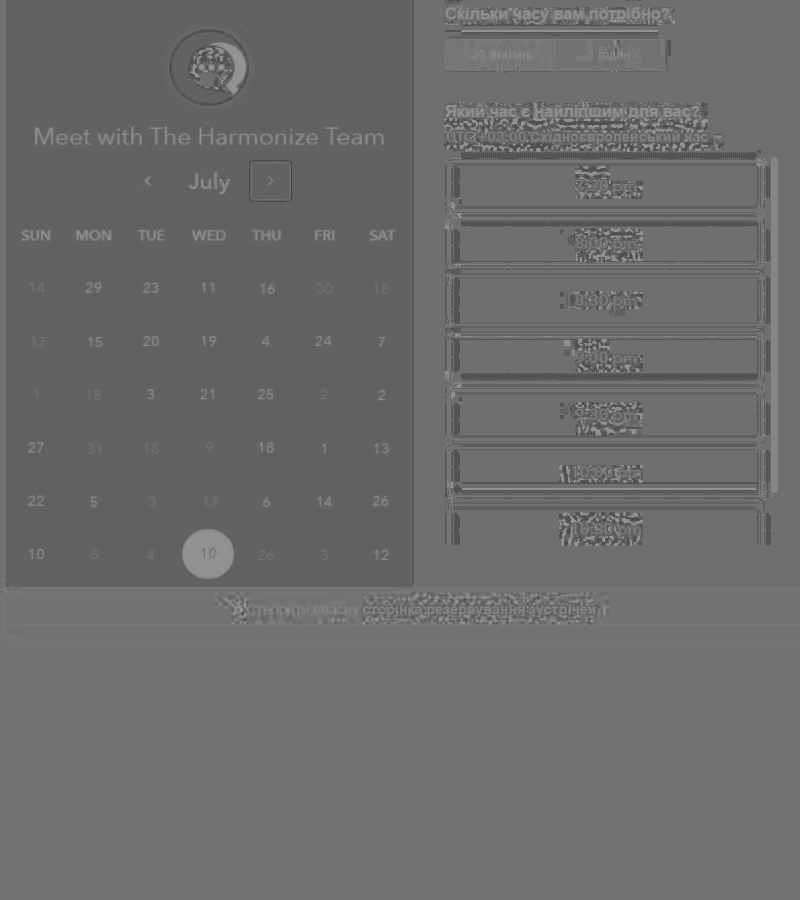 Meet with The Harmonize Team
July
SUN MON TUE WED THU FRI SAT
14 29 23 11 16 30 18
17 15 20 19 4 24 7
1 18 3 21 25 2 2
27 31 18 9 18 1 13
22 5 3 17 6 14 26
10 8 4 10 26 3 12
Скільки часу вам потрібно?
30 хвилин годин
Який час є найліпшим для вас?
UTC+03:00 Східноєвропейський час
7:30 pm
8:00 pm
8:30 pm
9:00 pm
9:30 pm
10:00 pm
10:30 pm
Створити власну сторінка резервування зустрічей